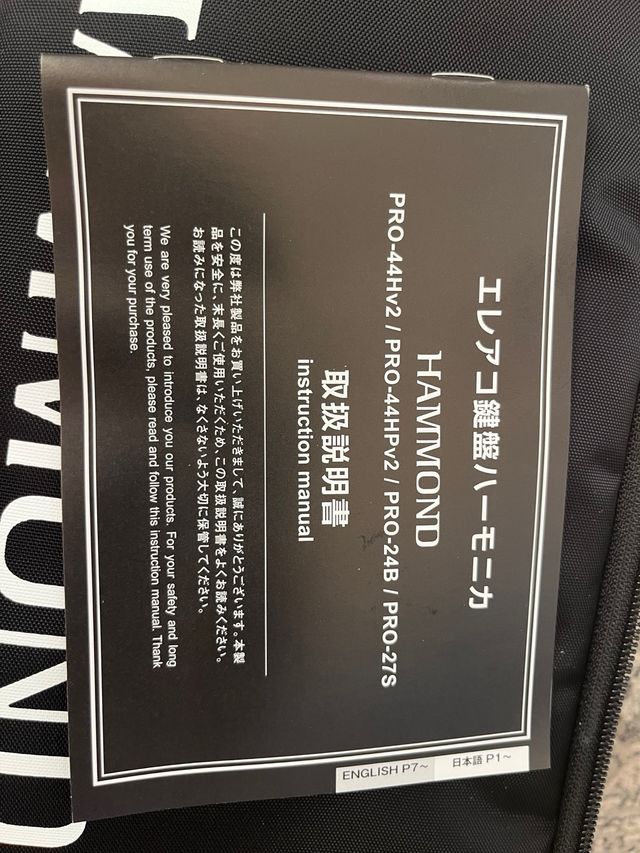 エレアコ鍵盤ハーモニカ
HAMMOND
PRO-44Hv2 / PRO-44HPv2 / PRO-24B / PRO-27S
取扱説明書
instruction manual
この度は弊社製品をお買い上げいただきまして、誠にありがとうございます。本製
品を安全に、末長くご使用いただくため、この取扱説明書をよくお読みください。
お読みになった取扱説明書は、なくさないよう大切に保管してください。
We are very pleased to introduce you our products. For your safety and long
term use of the products, please read and follow this instruction manual. Thank
you for your purchase.
日本語 P1～
ENGLISH P7～
HAMMOND